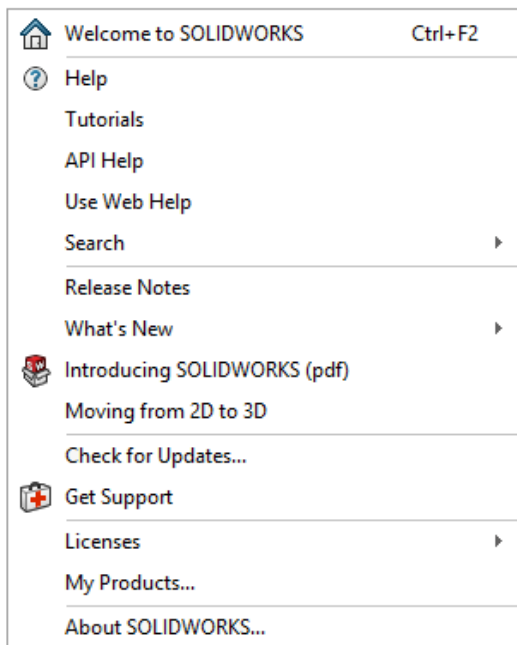 Welcome to SOLIDWORKS Ctrl+F2
Help
Tutorials
API Help
Use Web Help
Search
Release Notes
What's New
Introducing SOLIDWORKS (pdf)
Moving from 2D to 3D
Check for Updates...
Get Support
Licenses
My Products...
About SOLIDWORKS...